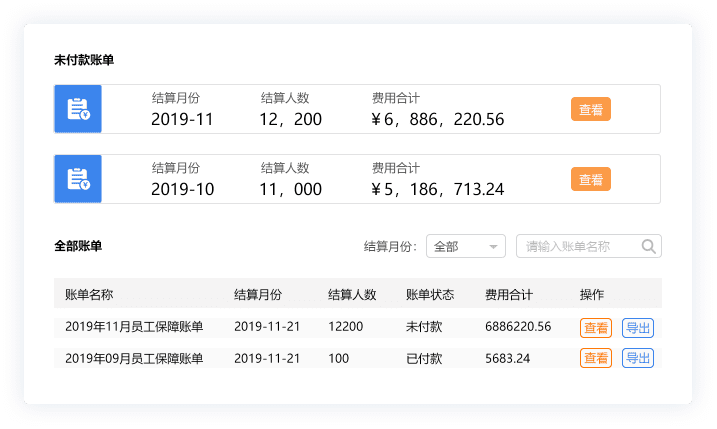 未付款账单
结算月份 结算人数 费用合计
2019-11 12，200 ¥6，886，220.56 查看
结算月份 结算人数 费用合计
2019-10 11，000 ¥5，186，713.24 查看
全部账单 结算月份： 全部 请输入账单名称
账单名称 结算月份 结算人数 账单状态 费用合计 操作
2019年11月员工保障账单 2019-11-21 12200 未付款 6886220.56 查看 导出
2019年09月员工保障账单 2019-11-21 100 已付款 5683.24 查看 导出